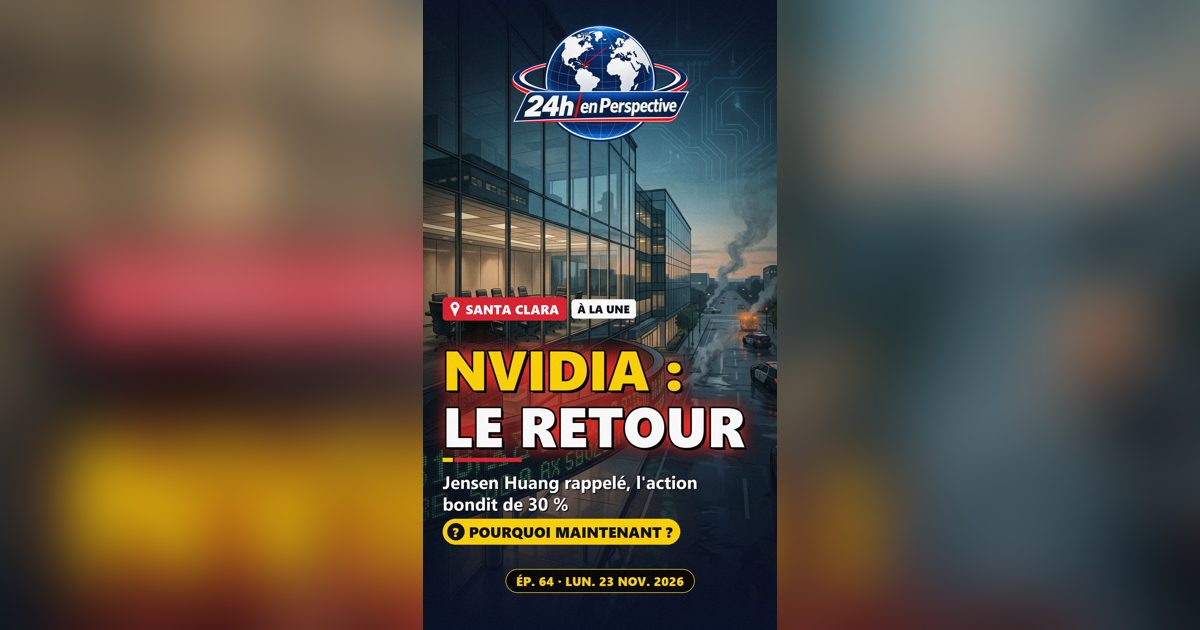 24h/en Perspective
SANTA CLARA
À LA UNE
NVIDIA :
LE RETOUR
Jensen Huang rappelé, l'action
bondit de 30 %
? POURQUOI MAINTENANT ?
ÉP. 64 · LUN. 23 NOV. 2026